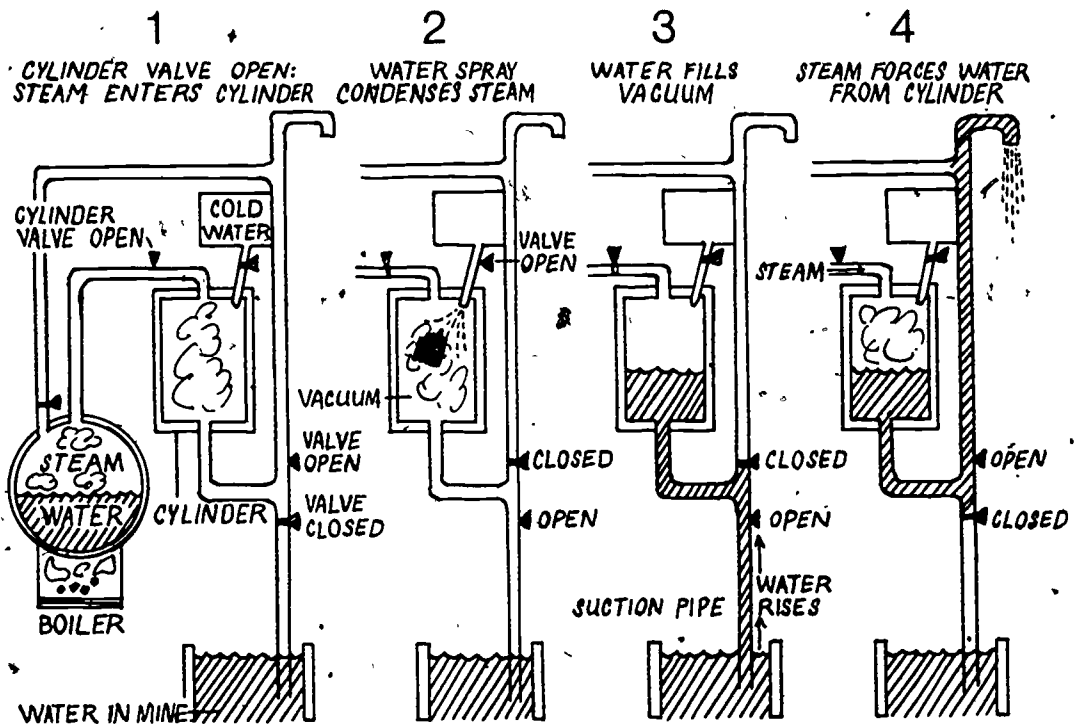 1
CYLINDER VALVE OPEN:
STEAM ENTERS CYLINDER
CYLINDER
VALVE OPEN
COLD
WATER
STEAM
WATER
BOILER
CYLINDER
VALVE
OPEN
VALVE
CLOSED
WATER IN MINE
2
WATER SPRAY
CONDENSES STEAM
VALVE
OPEN
VACUUM
CLOSED
OPEN
3
WATER FILLS
VACUUM
CLOSED
OPEN
SUCTION PIPE
WATER
RISES
4
STEAM FORCES WATER
FROM CYLINDER
STEAM
OPEN
CLOSED